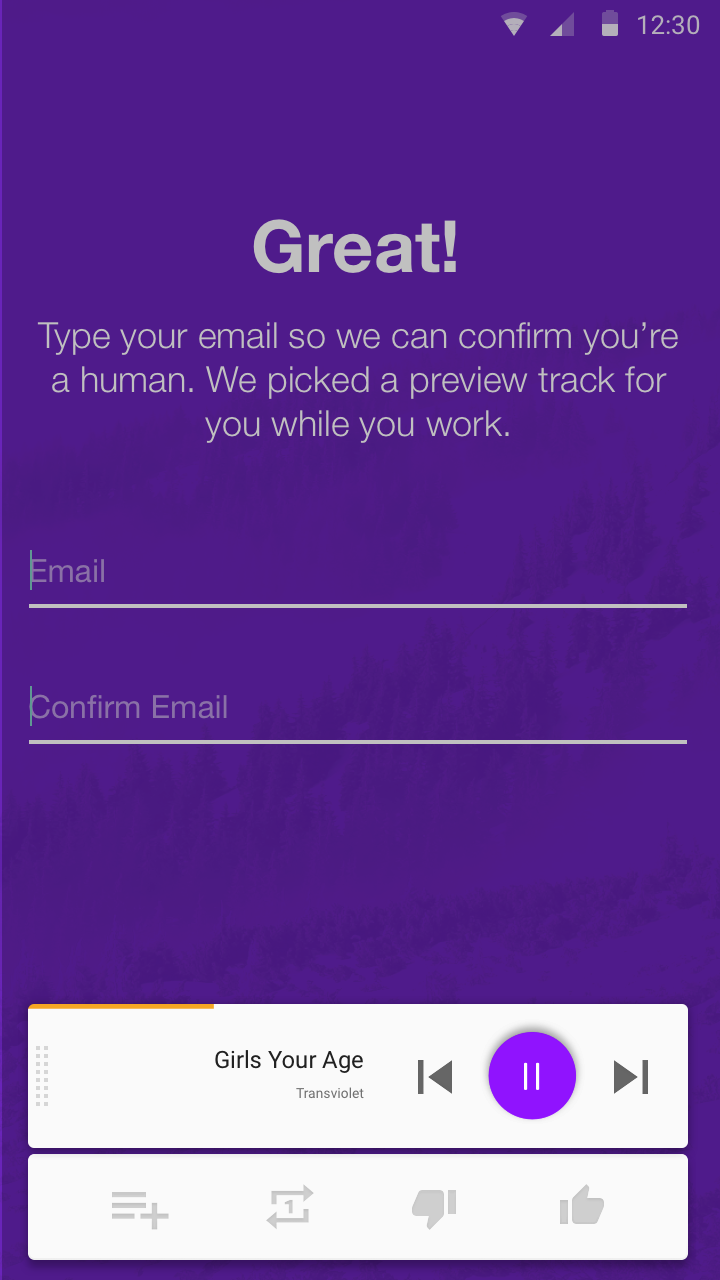 12:30
Great!
Type your email so we can confirm you’re
a human. We picked a preview track for
you while you work.
Email
Confirm Email
Girls Your Age
Transviolet
1